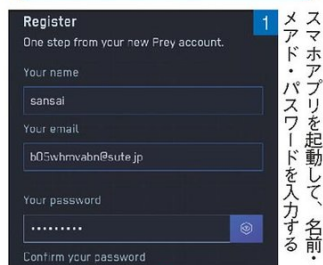 Register
1
One step from your new Prey account.
Your name
sansai
Your email
b05whmvabn@sute.jp
Your password
•••••••••
Confirm your password
スマホアプリを起動して、名前・
メアド・パスワードを入力する